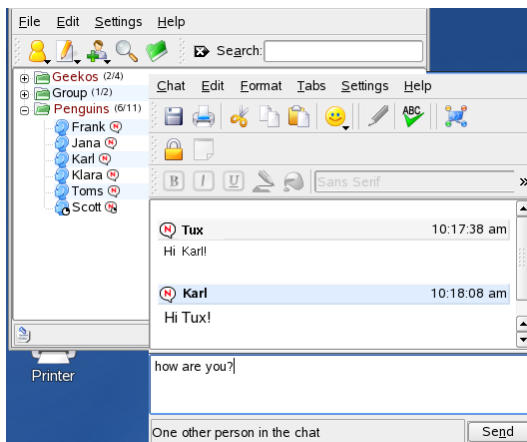 File Edit Settings Help
Search:
Geekos (2/4)
Group (1/2)
Penguins (6/11)
Frank N
Jana N
Karl N
Klara N
Toms N
Scott N
Chat Edit Format Tabs Settings Help
ABC
B I U Sans Serif »
N Tux 10:17:38 am
Hi Karl!
N Karl 10:18:08 am
Hi Tux!
Printer
how are you?
One other person in the chat Send